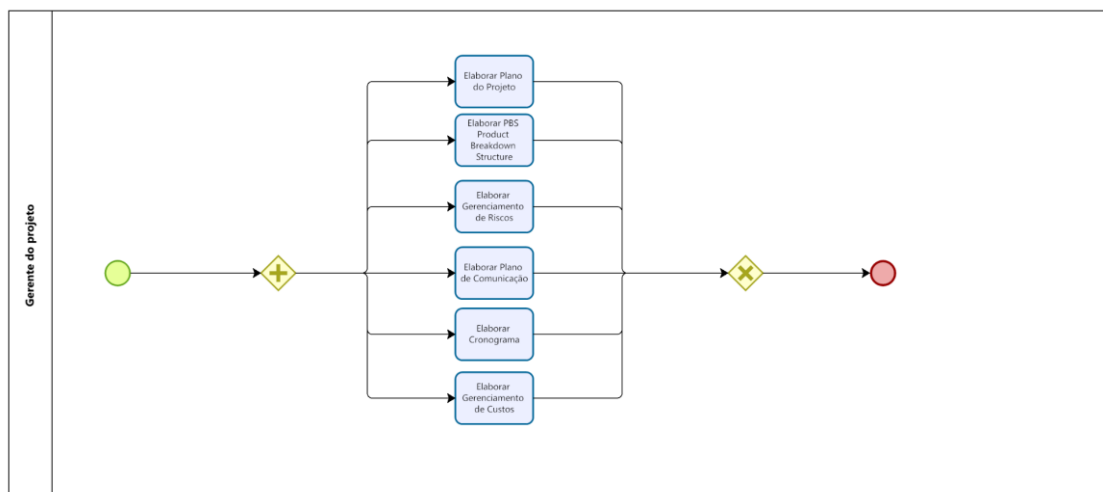 Gerente do projeto
Elaborar Plano
do Projeto
Elaborar PBS
Product
Breakdown
Structure
Elaborar
Gerenciamento
de Riscos
Elaborar Plano
de Comunicação
Elaborar
Cronograma
Elaborar
Gerenciamento
de Custos